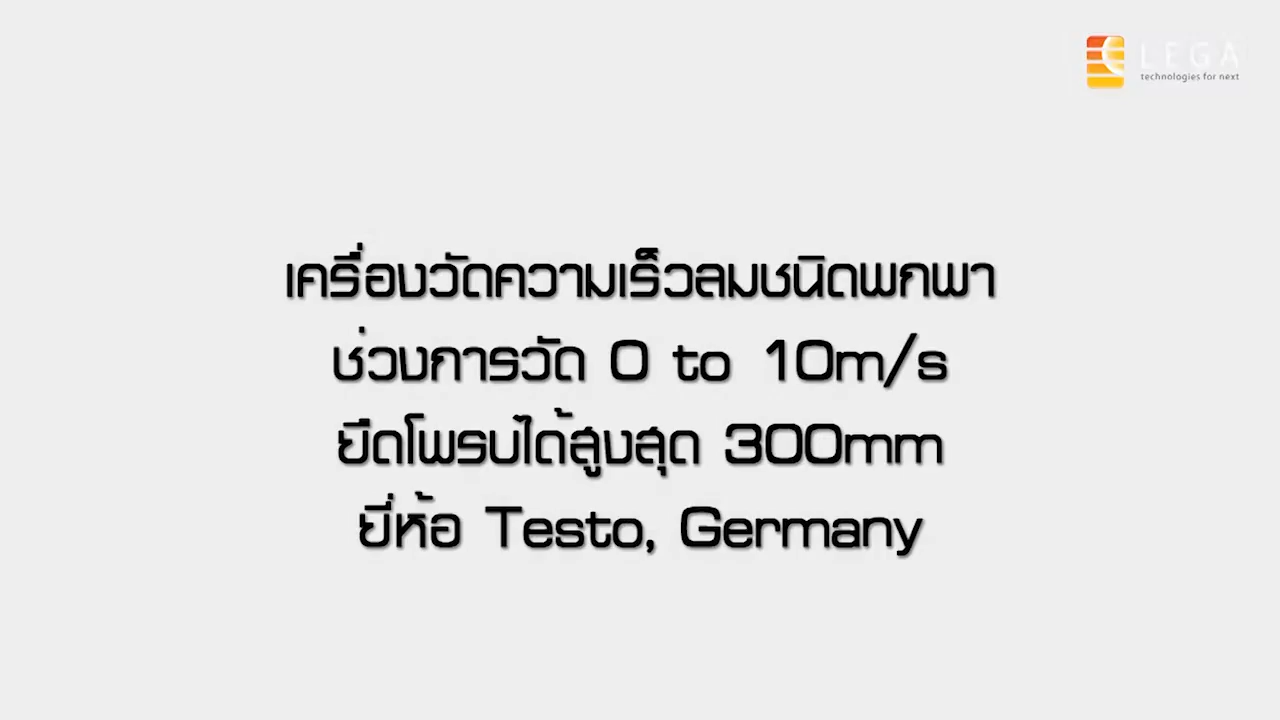 LEGA
technologies for next
เครื่องวัดความเร็วลมชนิดพกพา
ช่วงการวัด 0 to 10m/s
ยืดโพรบได้สูงสุด 300mm
ยี่ห้อ Testo, Germany